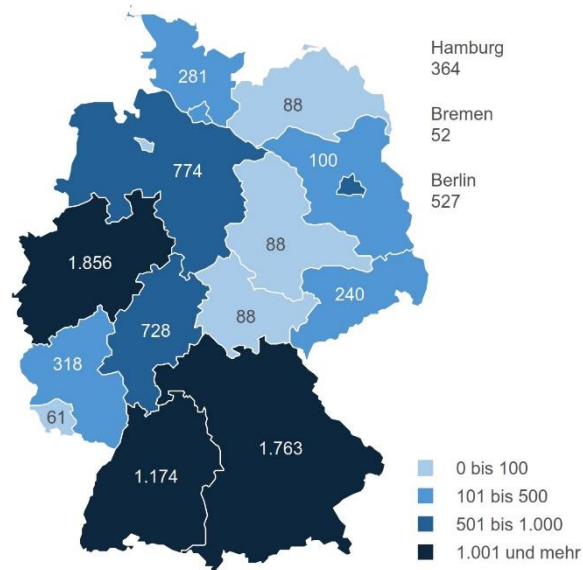 281
88
Hamburg
364
Bremen
52
Berlin
527
100
774
88
1.856
88
240
728
318
61
1.763
1.174
0 bis 100
101 bis 500
501 bis 1.000
1.001 und mehr